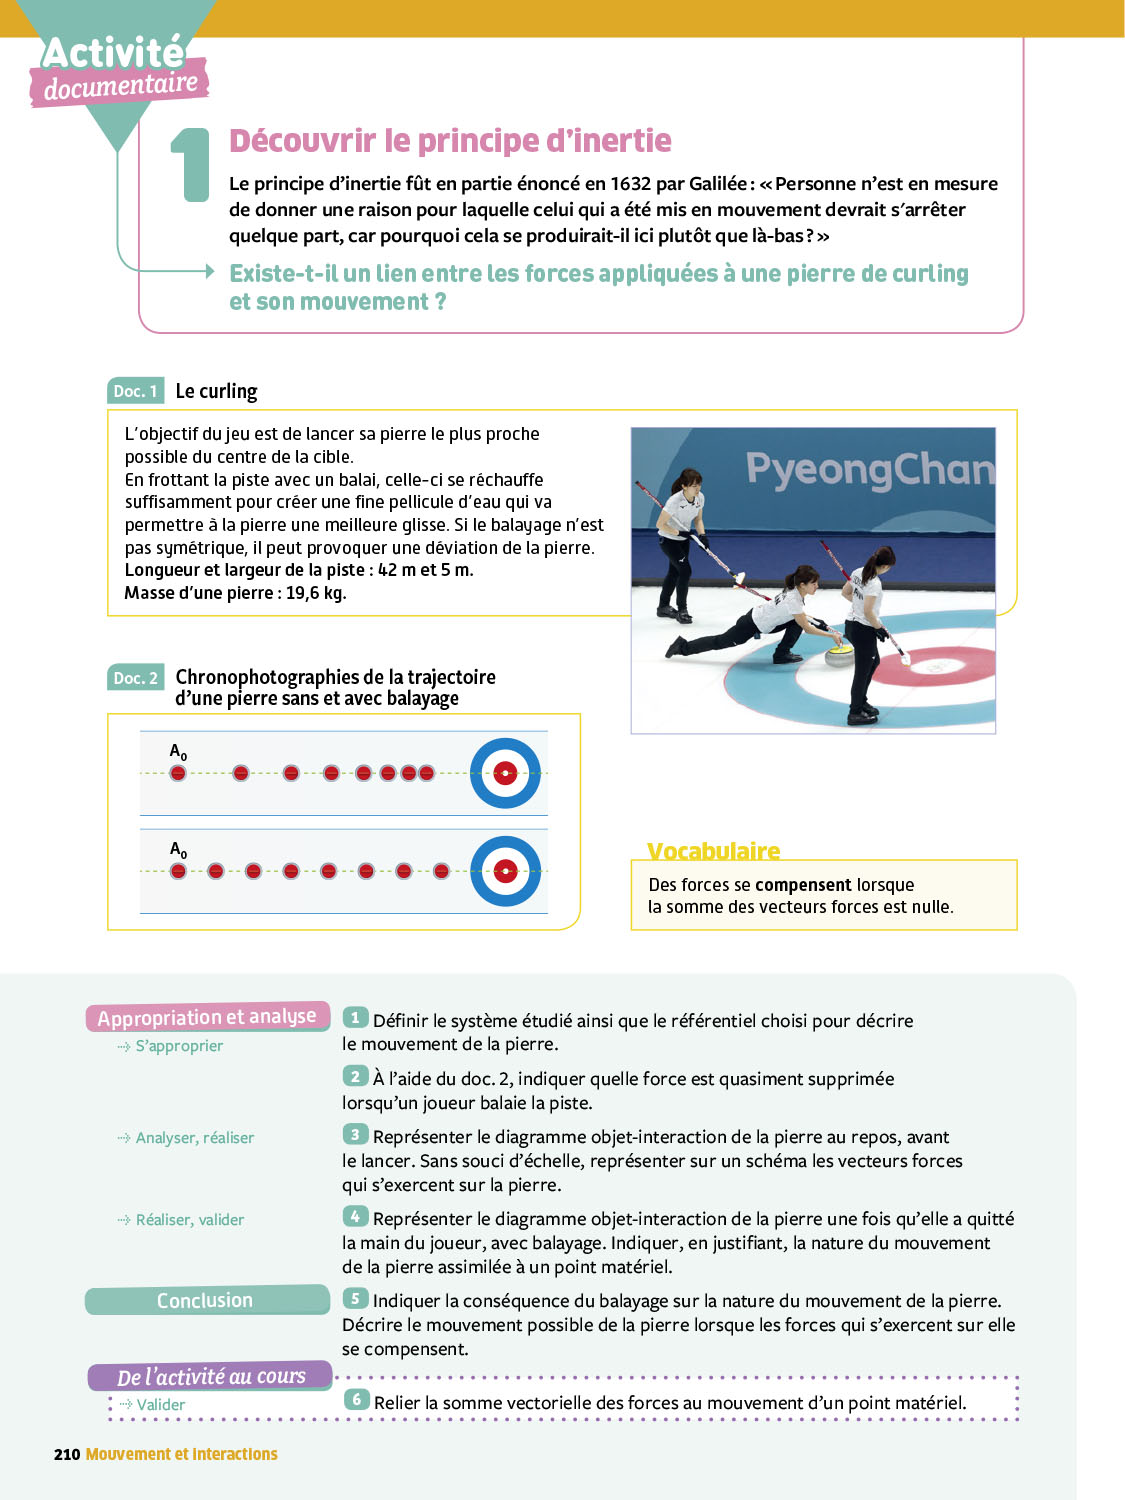 Activité
documentaire
1
Découvrir le principe d'inertie
Le principe d'inertie fût en partie énoncé en 1632 par Galilée : « Personne n'est en mesure
de donner une raison pour laquelle celui qui a été mis en mouvement devrait s'arrêter
quelque part, car pourquoi cela se produirait-il ici plutôt que là-bas ? »
Existe-t-il un lien entre les forces appliquées à une pierre de curling
et son mouvement ?
Doc. 1 Le curling
L'objectif du jeu est de lancer sa pierre le plus proche
possible du centre de la cible.
En frottant la piste avec un balai, celle-ci se réchauffe
suffisamment pour créer une fine pellicule d'eau qui va
permettre à la pierre une meilleure glisse. Si le balayage n'est
pas symétrique, il peut provoquer une déviation de la pierre.
Longueur et largeur de la piste : 42 m et 5 m.
Masse d'une pierre : 19,6 kg.
PyeongChan
Doc. 2 Chronophotographies de la trajectoire
d'une pierre sans et avec balayage
A0
A0
Vocabulaire
Des forces se compensent lorsque
la somme des vecteurs forces est nulle.
Appropriation et analyse
→ S'approprier
1 Définir le système étudié ainsi que le référentiel choisi pour décrire
le mouvement de la pierre.
2 À l'aide du doc. 2, indiquer quelle force est quasiment supprimée
lorsqu'un joueur balaie la piste.
→ Analyser, réaliser
3 Représenter le diagramme objet-interaction de la pierre au repos, avant
le lancer. Sans souci d'échelle, représenter sur un schéma les vecteurs forces
qui s'exercent sur la pierre.
→ Réaliser, valider
4 Représenter le diagramme objet-interaction de la pierre une fois qu'elle a quitté
la main du joueur, avec balayage. Indiquer, en justifiant, la nature du mouvement
de la pierre assimilée à un point matériel.
Conclusion
5 Indiquer la conséquence du balayage sur la nature du mouvement de la pierre.
Décrire le mouvement possible de la pierre lorsque les forces qui s'exercent sur elle
se compensent.
De l'activité au cours
→ Valider
6 Relier la somme vectorielle des forces au mouvement d'un point matériel.
210 Mouvement et interactions